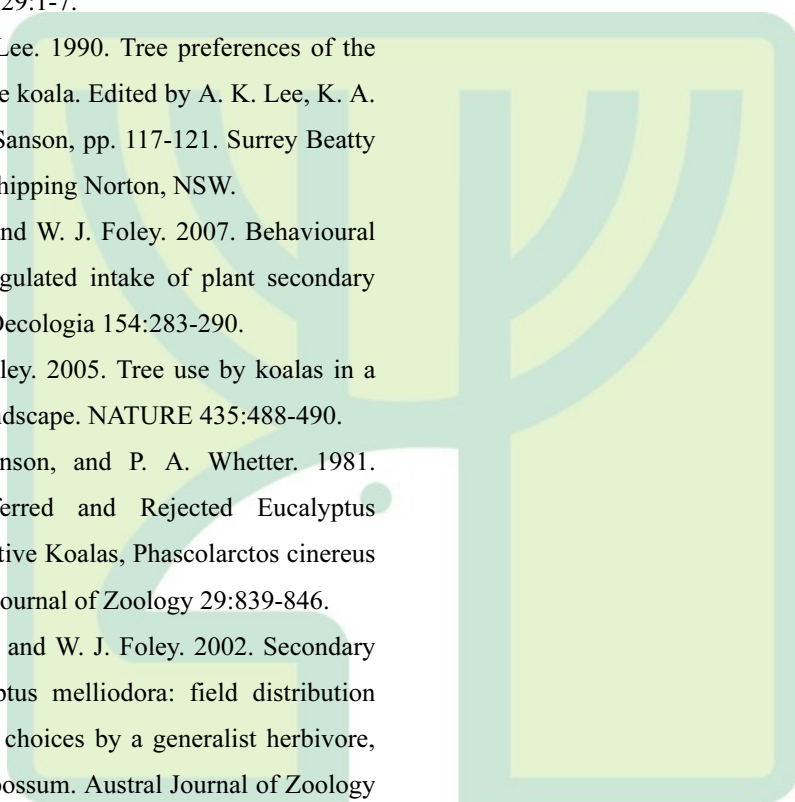 29:1-7.
Lee. 1990. Tree preferences of the
e koala. Edited by A. K. Lee, K. A.
Sanson, pp. 117-121. Surrey Beatty
hipping Norton, NSW.
nd W. J. Foley. 2007. Behavioural
gulated intake of plant secondary
Oecologia 154:283-290.
ley. 2005. Tree use by koalas in a
ndscape. NATURE 435:488-490.
nson, and P. A. Whetter. 1981.
ferred and Rejected Eucalyptus
tive Koalas, Phascolarctos cinereus
ournal of Zoology 29:839-846.
and W. J. Foley. 2002. Secondary
ptus melliodora: field distribution
choices by a generalist herbivore,
possum. Austral Journal of Zoology